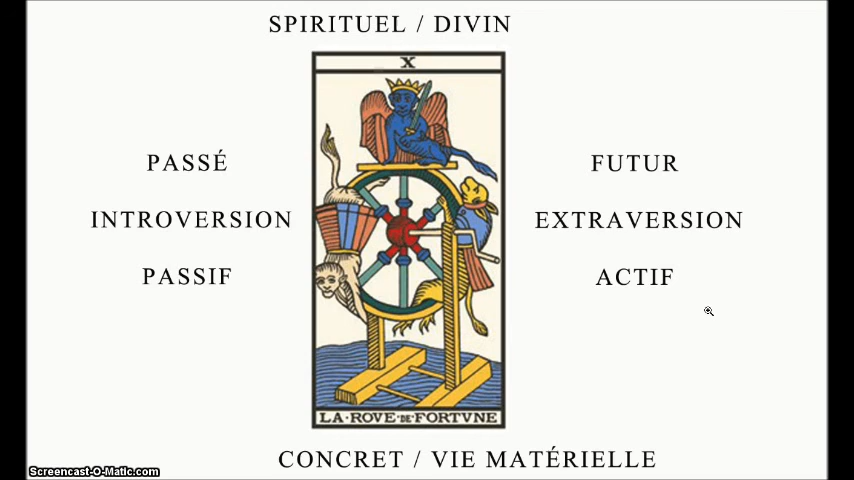 SPIRITUEL / DIVIN
X
PASSÉ
FUTUR
INTROVERSION
EXTRAVERSION
PASSIF
ACTIF
LA·ROVE·DE·FORTVNE
CONCRET / VIE MATÉRIELLE
Screencast-O-Matic.com